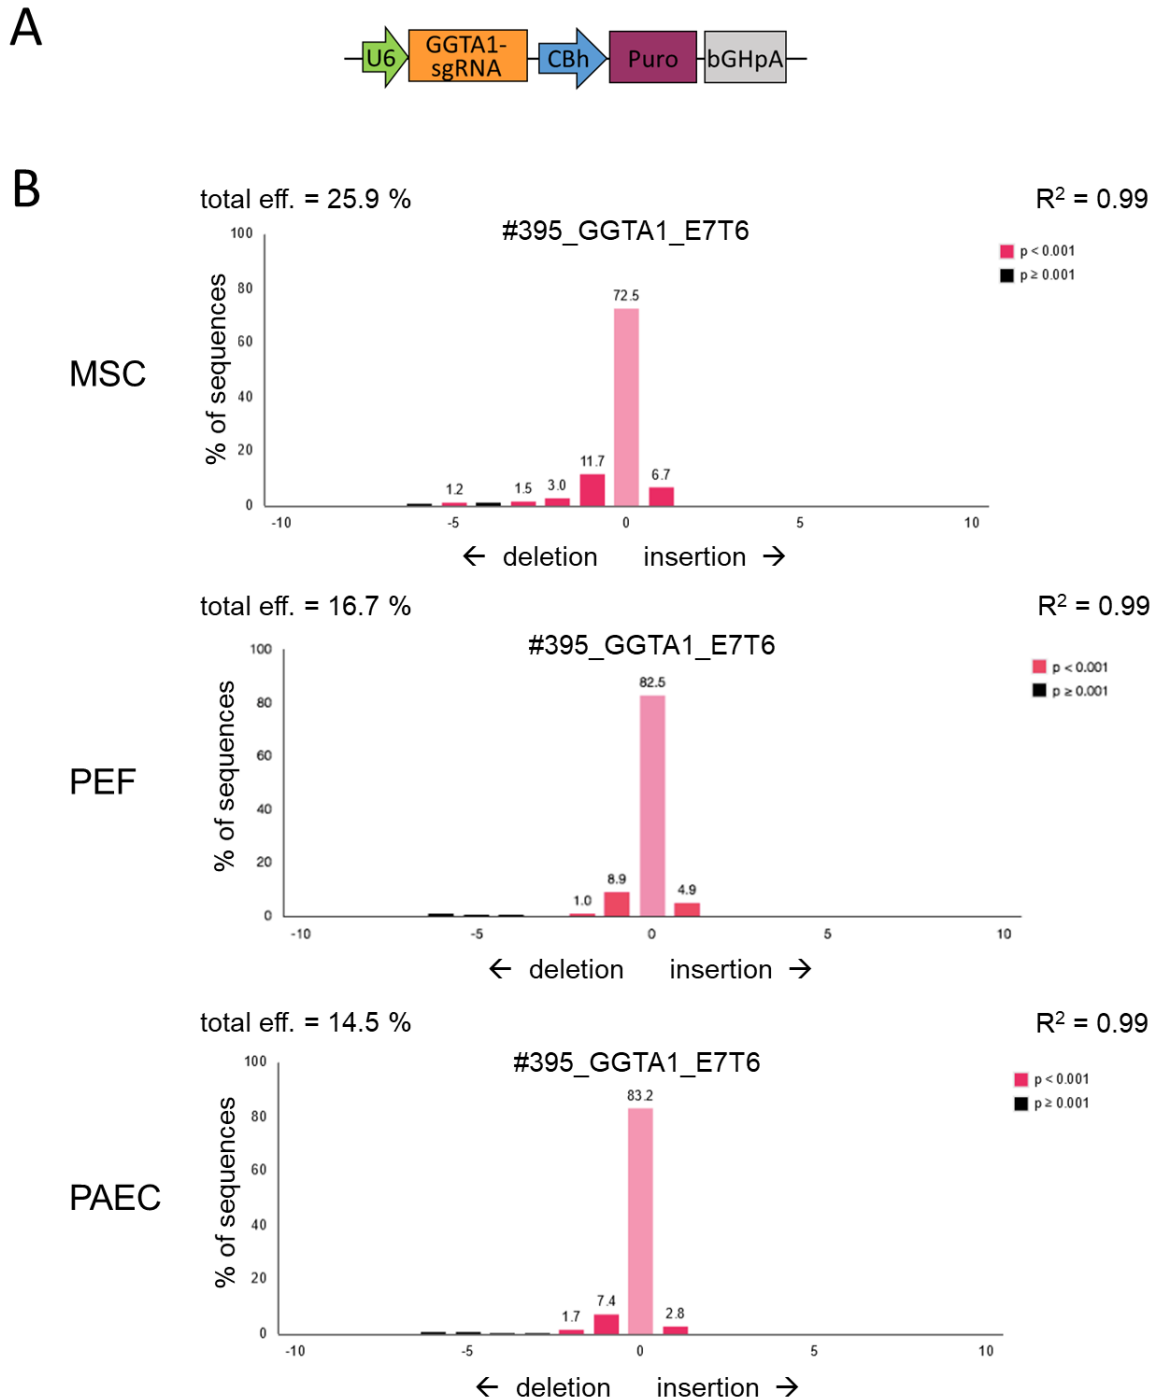 A
U6
GGTA1-
sgRNA
CBh
Puro
bGHpA
B
total eff. = 25.9 %
R² = 0.99
#395_GGTA1_E7T6
MSC
% of sequences
100
80
60
40
20
0
1.2
1.5
3.0
11.7
72.5
6.7
-10
-5
0
5
10
← deletion insertion →
p < 0.001
p ≥ 0.001
total eff. = 16.7 %
R² = 0.99
#395_GGTA1_E7T6
PEF
% of sequences
100
80
60
40
20
0
1.0
8.9
82.5
4.9
-10
-5
0
5
10
← deletion insertion →
p < 0.001
p ≥ 0.001
total eff. = 14.5 %
R² = 0.99
#395_GGTA1_E7T6
PAEC
% of sequences
100
80
60
40
20
0
1.7
7.4
83.2
2.8
-10
-5
0
5
10
← deletion insertion →
p < 0.001
p ≥ 0.001